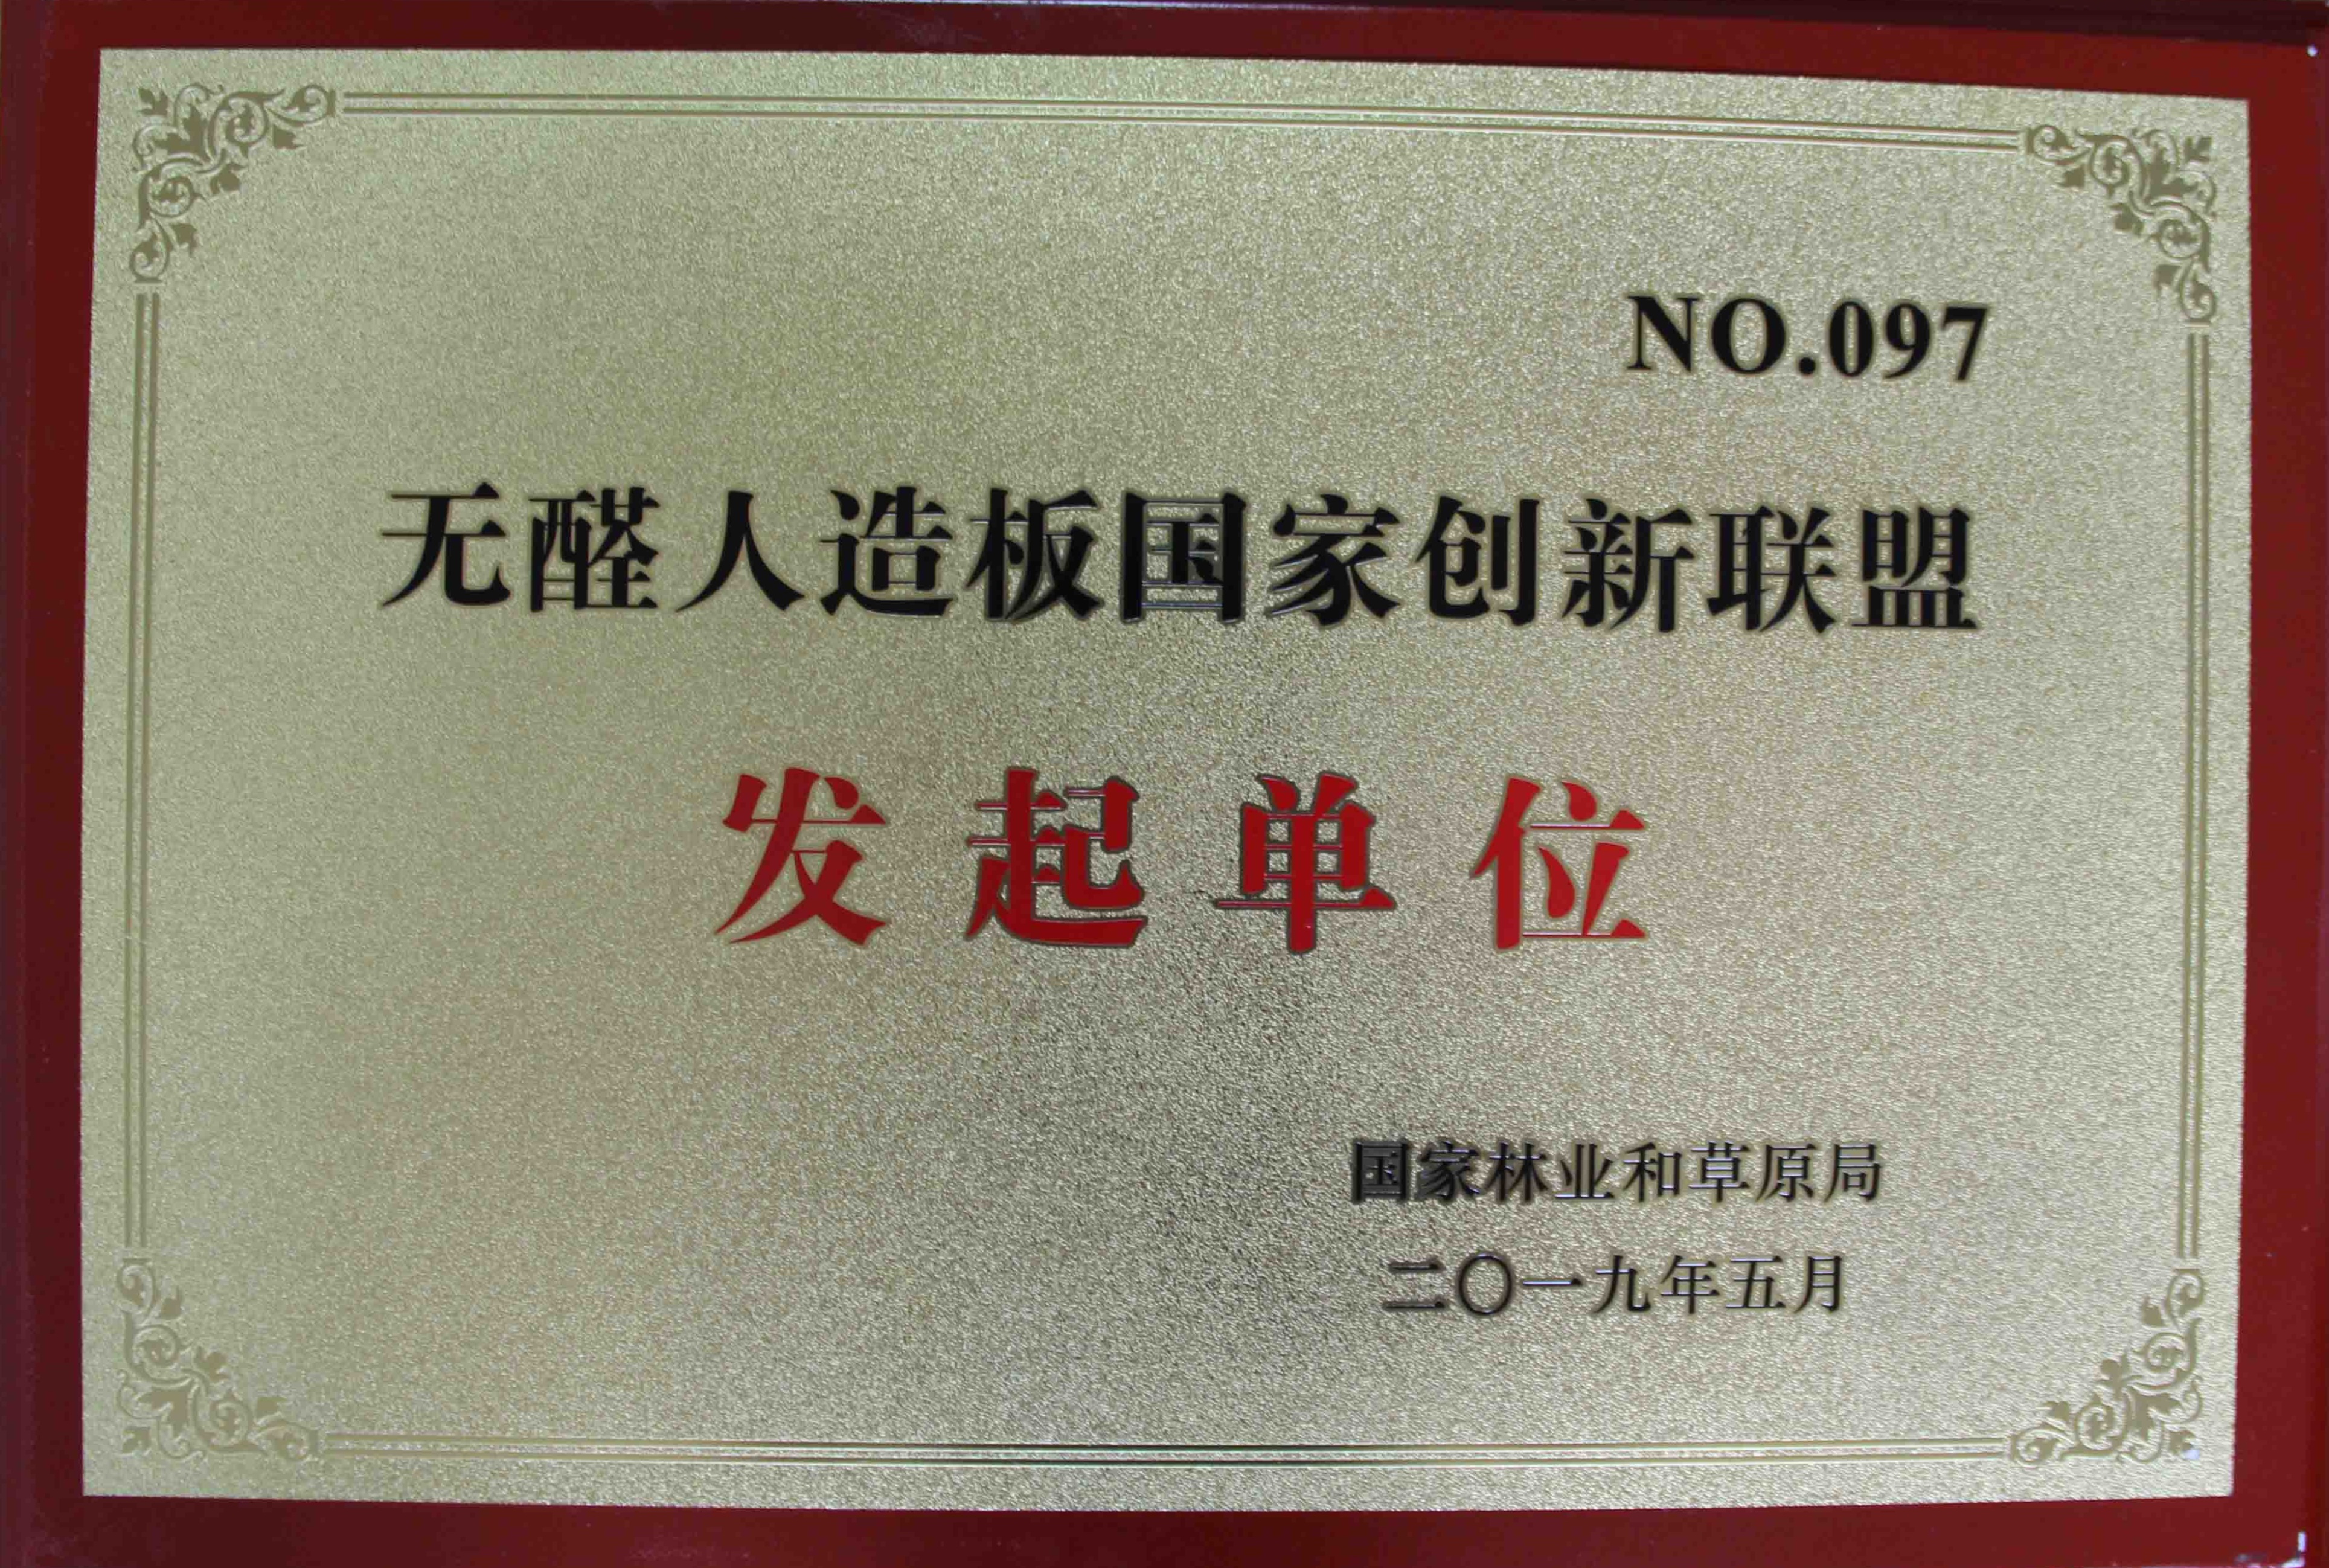 NO.097
无醛人造板国家创新联盟
发起单位
国家林业和草原局
二〇一九年五月